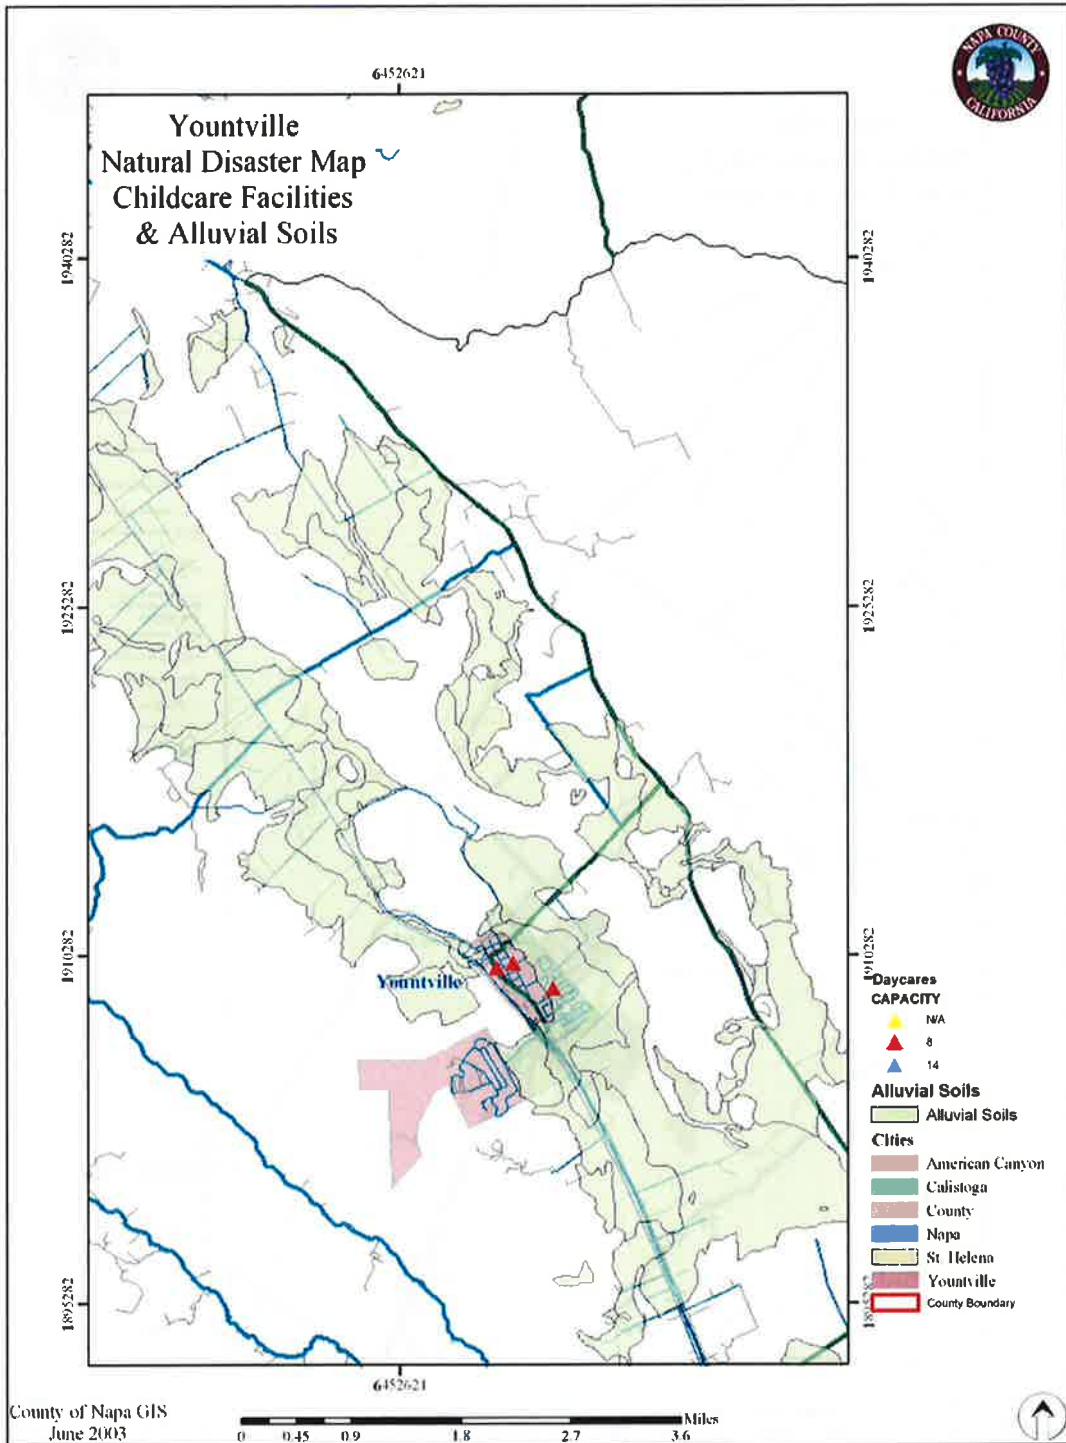 NAPA COUNTY
CALIFORNIA
6452621
Yountville
Natural Disaster Map
Childcare Facilities
& Alluvial Soils
1940282
1940282
1925282
1925282
1910282
1910282
Yountville
Daycares
CAPACITY
N/A
8
14
Alluvial Soils
Alluvial Soils
Cities
American Canyon
Calistoga
County
Napa
St. Helena
Yountville
County Boundary
1895282
1895282
6452621
County of Napa GIS
June 2003
Miles
0 0.45 0.9 1.8 2.7 3.6